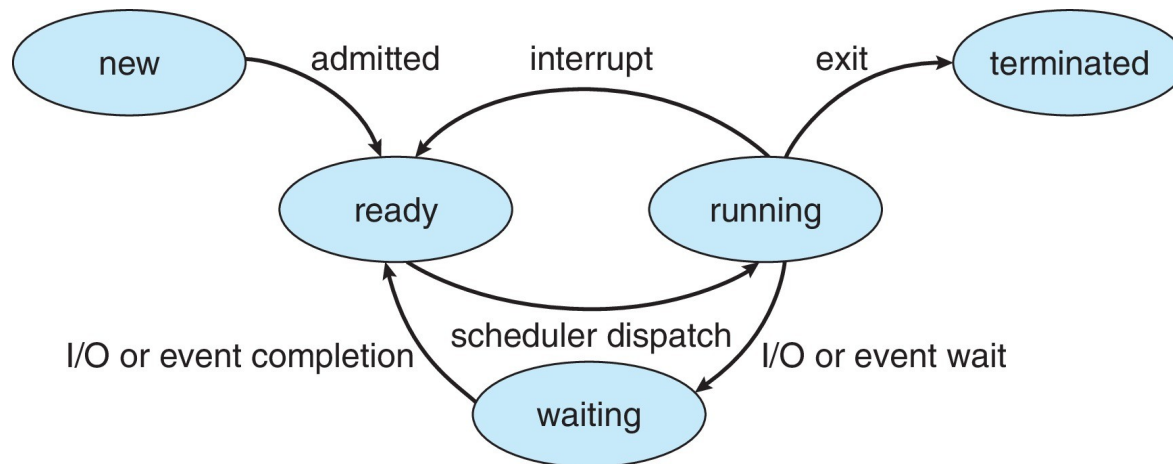 new
admitted
interrupt
exit
terminated
ready
running
scheduler dispatch
I/O or event completion
I/O or event wait
waiting